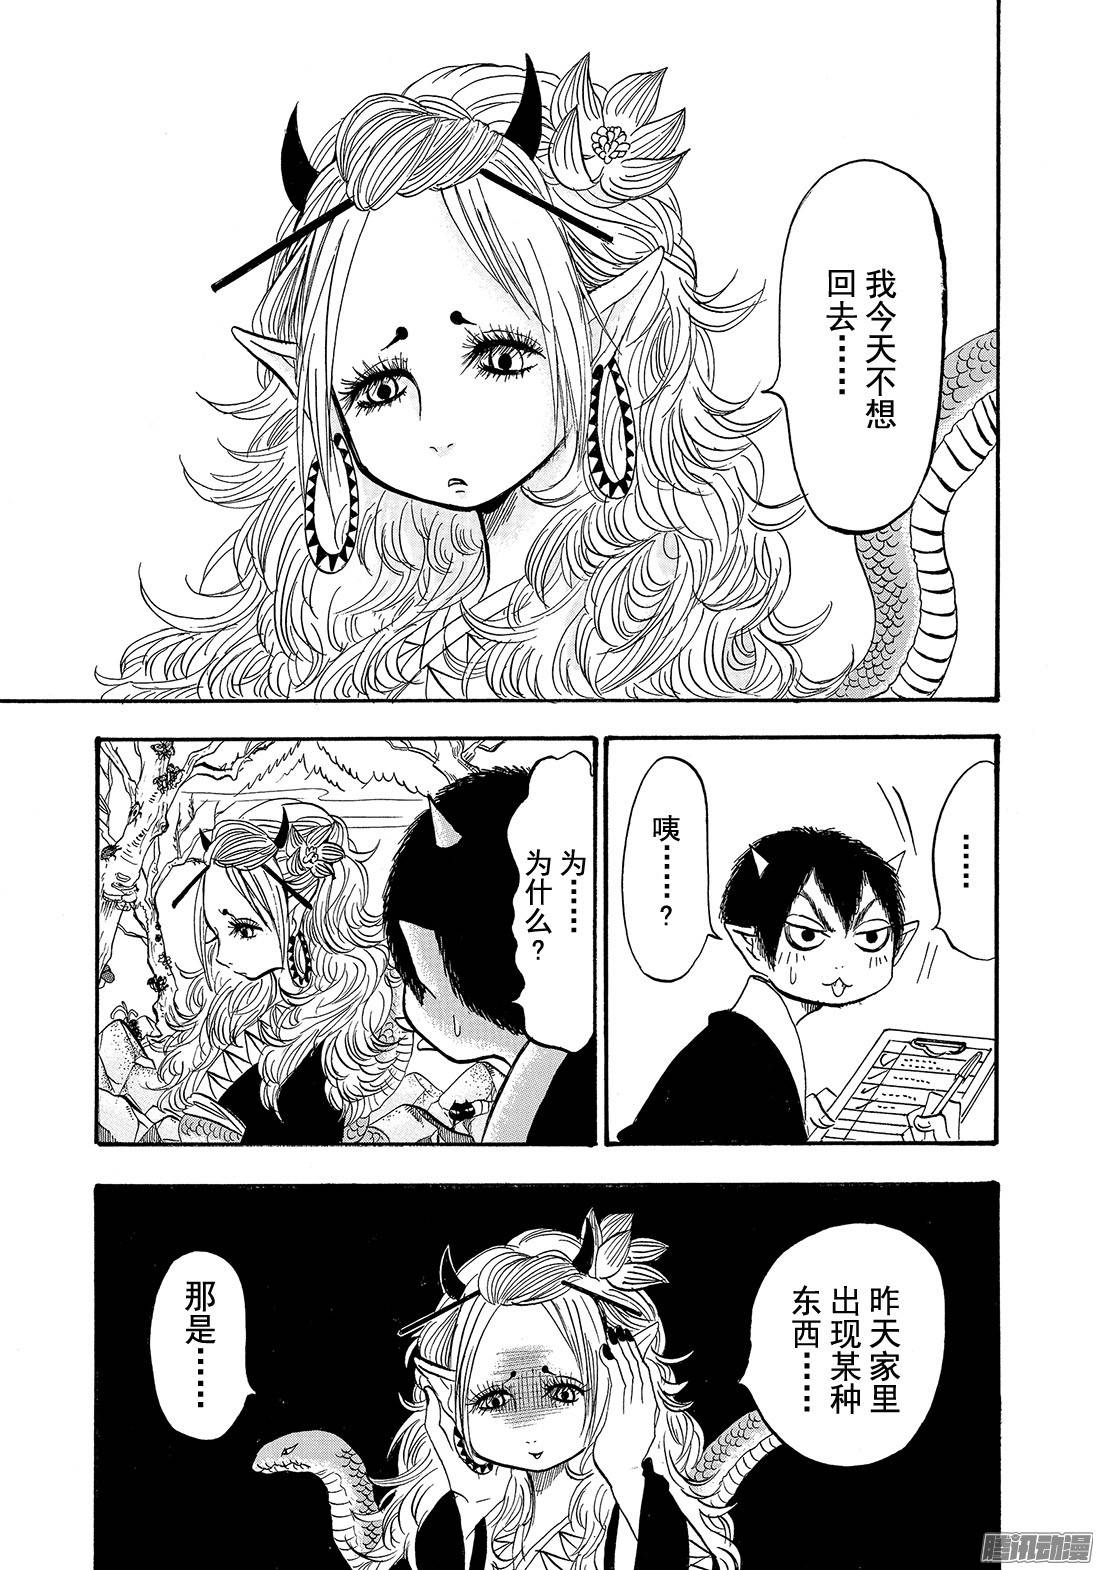 我今天不想
回去……
……
咦……？
为……
为什么？
昨天家里
出现某种
东西……
那是……
腾讯动漫